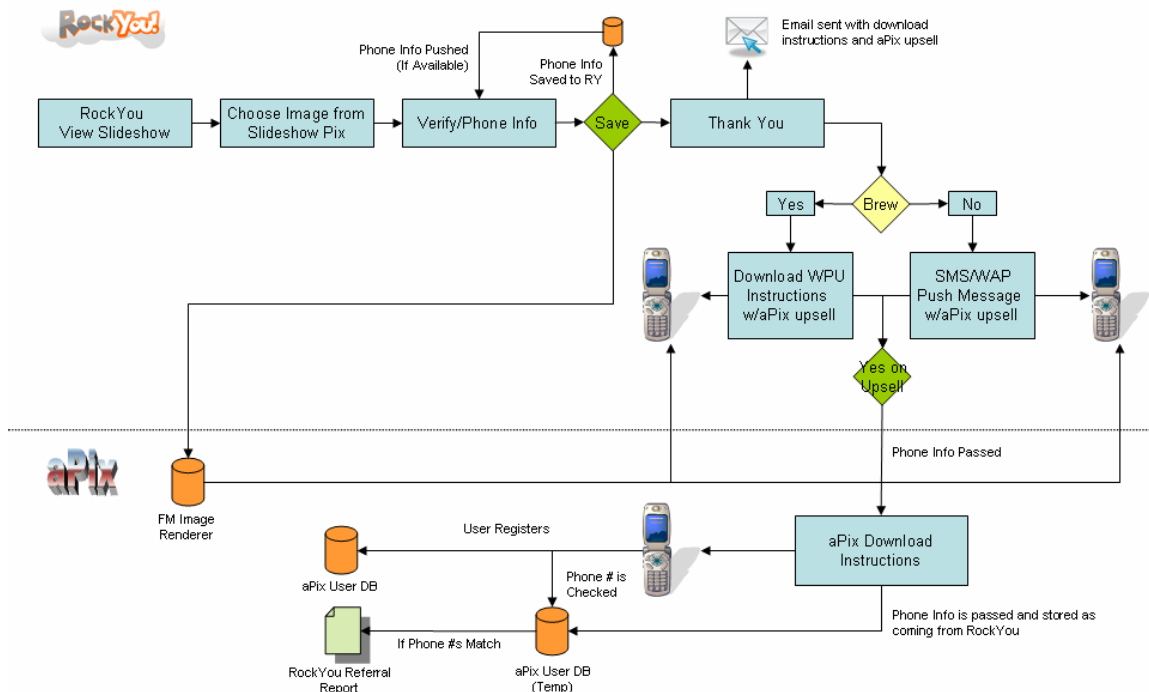 RockYou!
Email sent with download
instructions and aPix upsell
Phone Info Pushed
(If Available)
Phone Info
Saved to RY
RockYou
View Slideshow
Choose Image from
Slideshow Pix
Verify/Phone Info
Save
Thank You
Yes
Brew
No
Download WPU
Instructions
w/aPix upsell
SMS/WAP
Push Message
w/aPix upsell
Yes on
Upsell
Phone Info Passed
aPix
FM Image
Renderer
User Registers
aPix Download
Instructions
aPix User DB
Phone # is
Checked
Phone Info is passed and stored as
coming from RockYou
If Phone #s Match
RockYou Referral
Report
aPix User DB
(Temp)